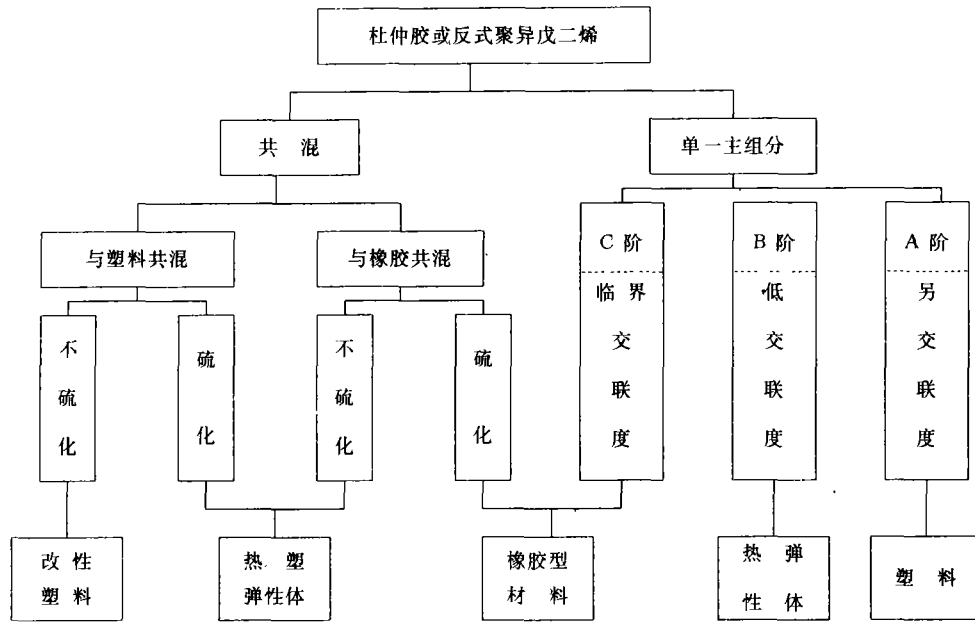 杜仲胶或反式聚异戊二烯
共混
单一主组分
与塑料共混
与橡胶共混
C阶
临界交联度
B阶
低交联度
A阶
另交联度
不硫化
硫化
不硫化
硫化
改性
塑料
热塑
弹性体
橡胶型
材料
热弹
性体
塑料